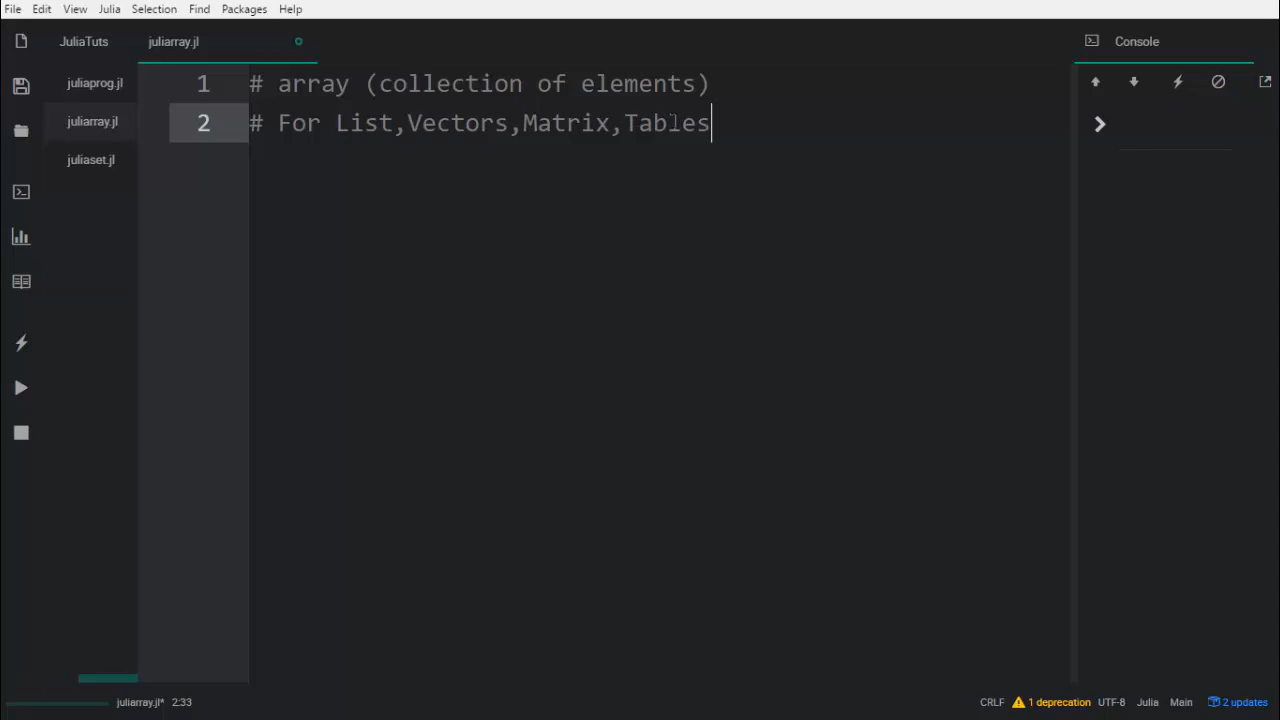 File Edit View Julia Selection Find Packages Help
JuliaTuts
juliarray.jl
Console
juliaprog.jl
juliarray.jl
juliaset.jl
1 # array (collection of elements)
2 # For List,Vectors,Matrix,Tables
juliarray.jl* 2:33
CRLF 1 deprecation UTF-8 Julia Main 2 updates